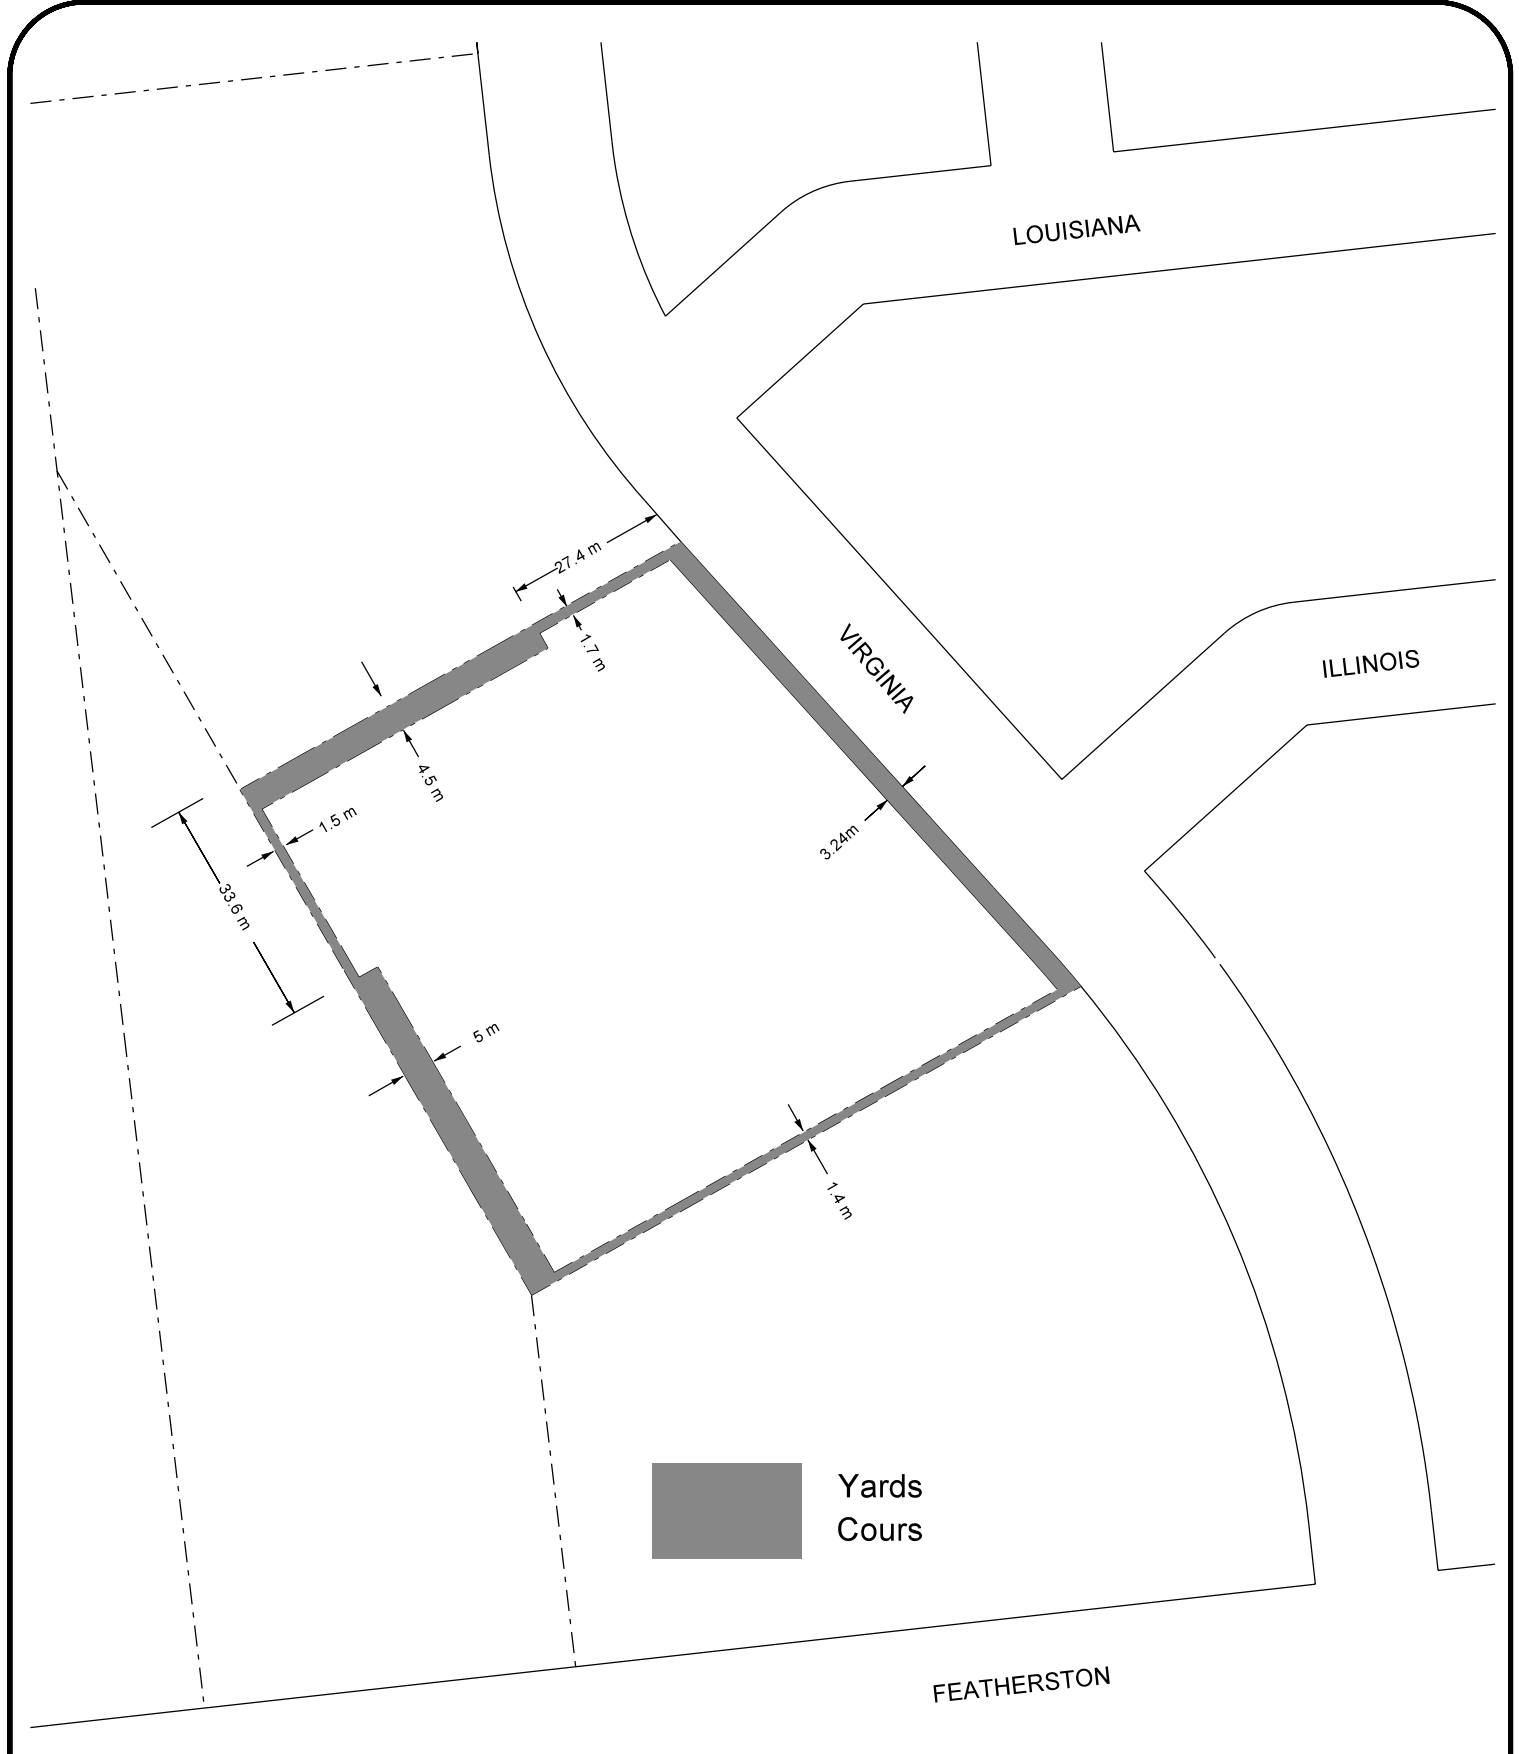 LOUISIANA
27.4 m
1.7 m
VIRGINIA
ILLINOIS
4.5 m
1.5 m
3.24m
33.6 m
5 m
1.4 m
Yards
Cours
FEATHERSTON